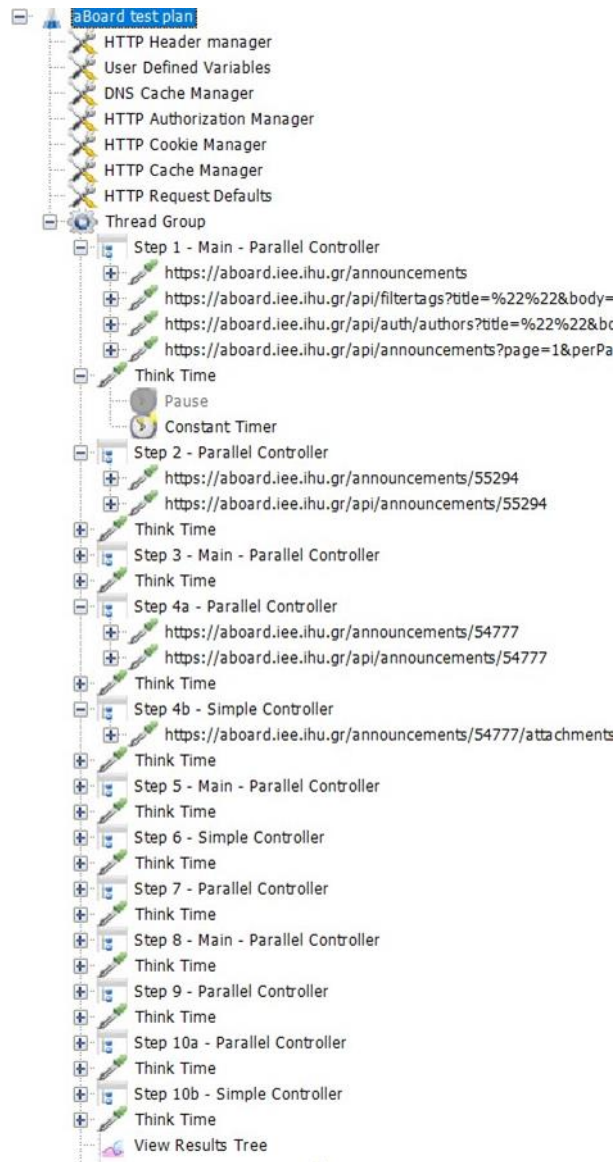 aBoard test plan
HTTP Header manager
User Defined Variables
DNS Cache Manager
HTTP Authorization Manager
HTTP Cookie Manager
HTTP Cache Manager
HTTP Request Defaults
Thread Group
Step 1 - Main - Parallel Controller
https://aboard.iee.ihu.gr/announcements
https://aboard.iee.ihu.gr/api/filtertags?title=%22%22&body=
https://aboard.iee.ihu.gr/api/auth/authors?title=%22%22&bo
https://aboard.iee.ihu.gr/api/announcements?page=1&perPa
Think Time
Pause
Constant Timer
Step 2 - Parallel Controller
https://aboard.iee.ihu.gr/announcements/55294
https://aboard.iee.ihu.gr/api/announcements/55294
Think Time
Step 3 - Main - Parallel Controller
Think Time
Step 4a - Parallel Controller
https://aboard.iee.ihu.gr/announcements/54777
https://aboard.iee.ihu.gr/api/announcements/54777
Think Time
Step 4b - Simple Controller
https://aboard.iee.ihu.gr/announcements/54777/attachments
Think Time
Step 5 - Main - Parallel Controller
Think Time
Step 6 - Simple Controller
Think Time
Step 7 - Parallel Controller
Think Time
Step 8 - Main - Parallel Controller
Think Time
Step 9 - Parallel Controller
Think Time
Step 10a - Parallel Controller
Think Time
Step 10b - Simple Controller
Think Time
View Results Tree